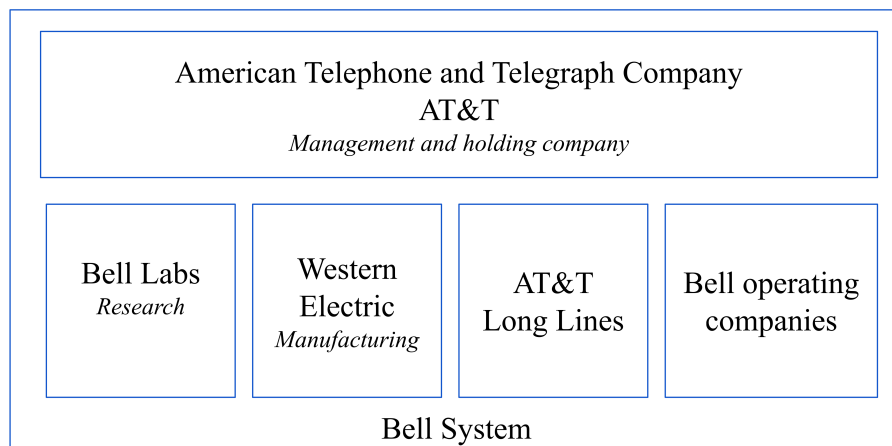 American Telephone and Telegraph Company
AT&T
Management and holding company
Bell Labs
Research
Western
Electric
Manufacturing
AT&T
Long Lines
Bell operating
companies
Bell System